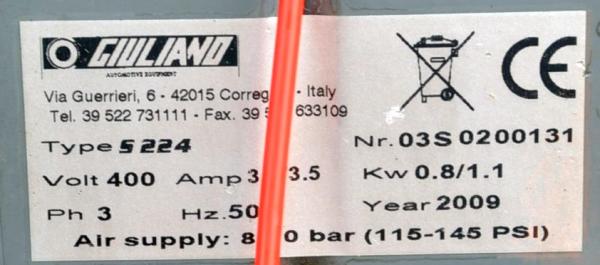 GIULIANO
AUTOMOTIVE EQUIPMENT
Via Guerrieri, 6 - 42015 - Italy
Tel. 39 522 731111 - Fax. 39 633109
Type S 224
Nr. 03S 0200131
Volt 400 Amp 3 3.5
Kw 0.8/1.1
Ph 3 Hz. 50
Year 2009
Air supply: 8 0 bar (115-145 PSI)
CE